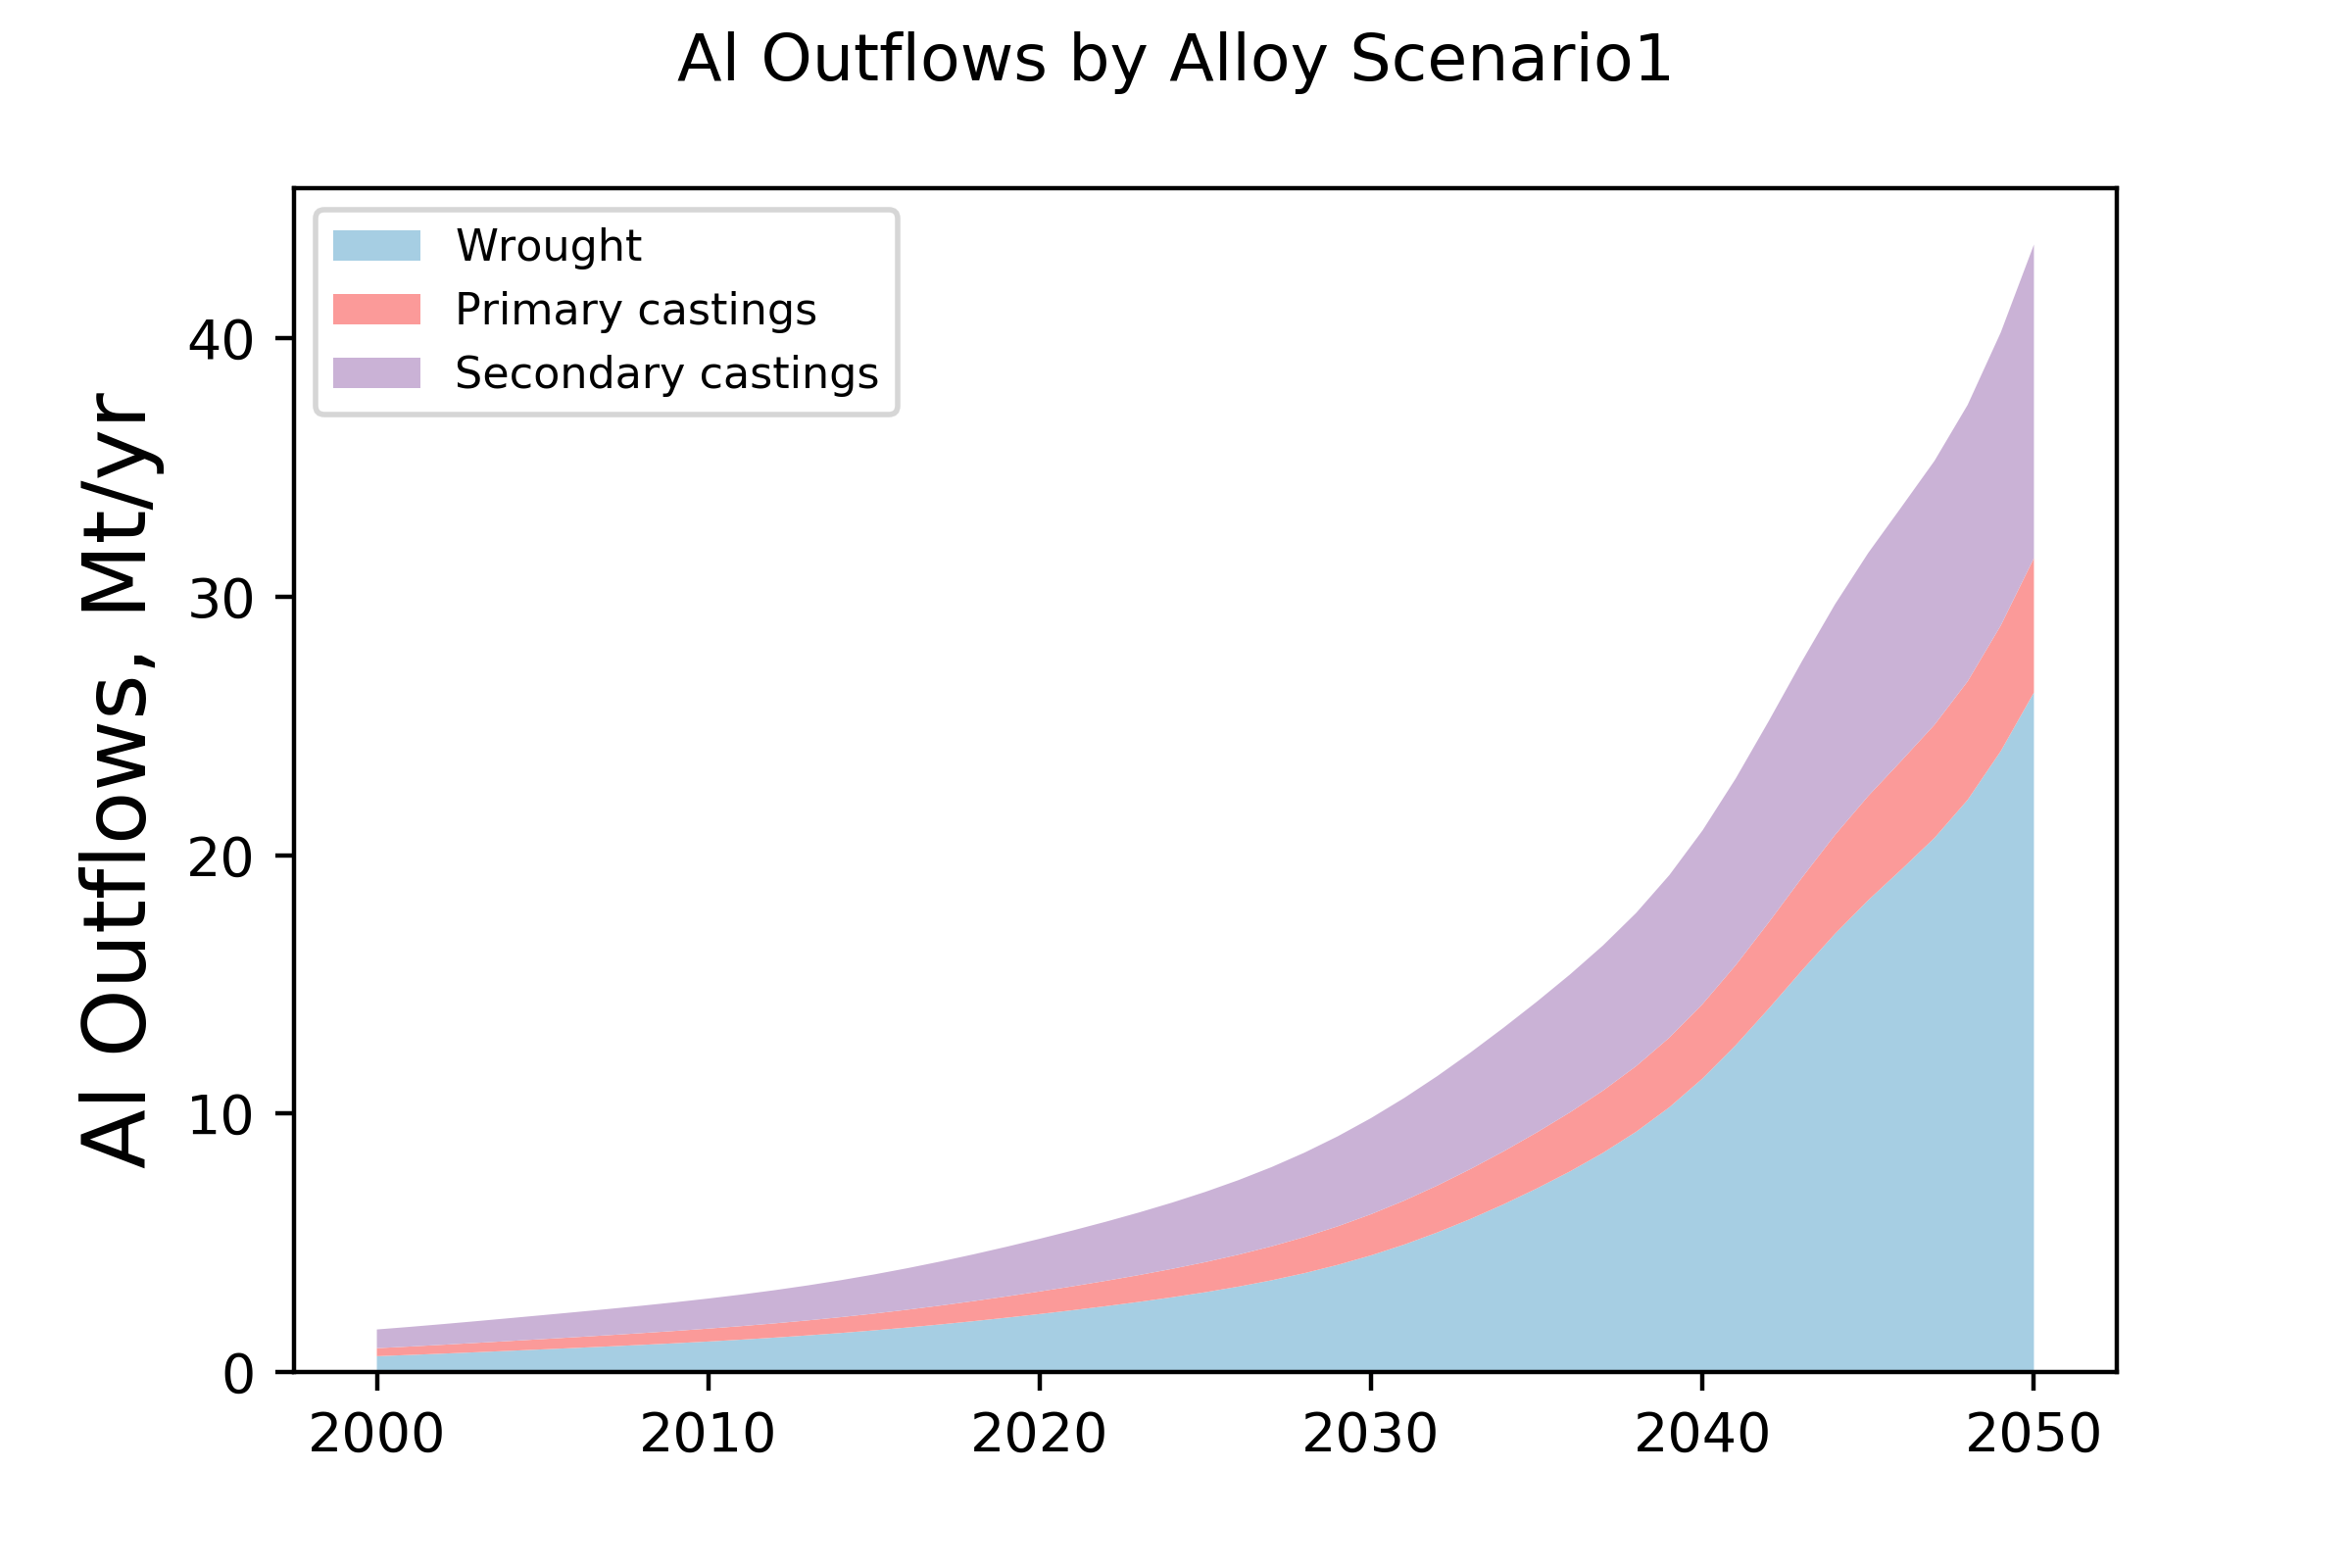 Al Outflows by Alloy Scenario1
Wrought
Primary castings
Secondary castings
Al Outflows, Mt/yr
40
30
20
10
0
2000 2010 2020 2030 2040 2050